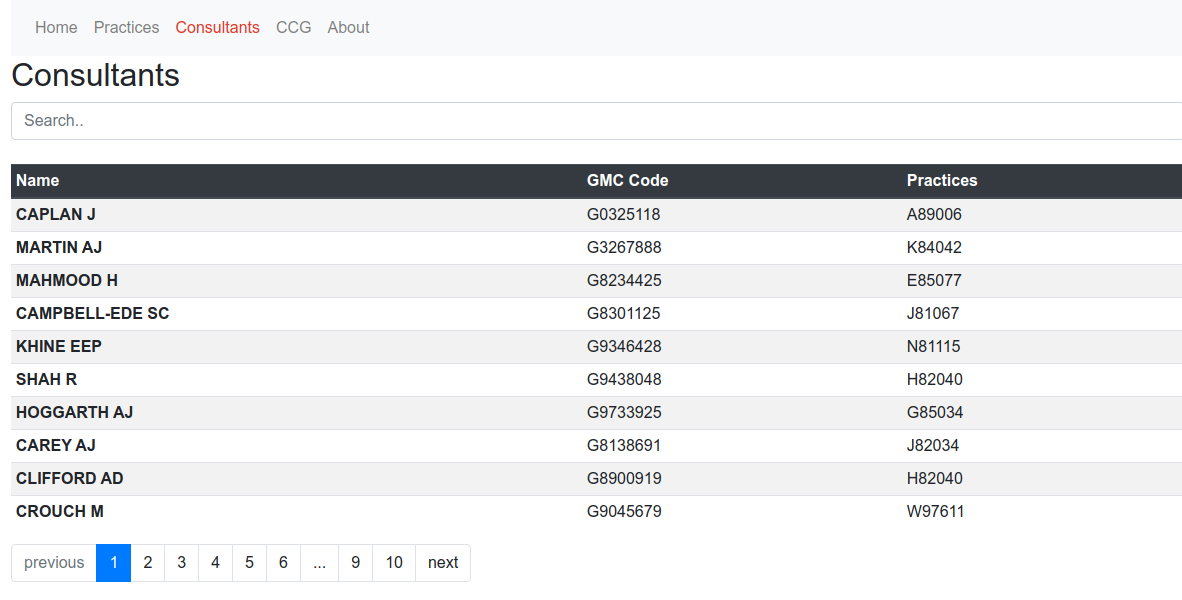 Home Practices Consultants CCG About
Consultants
Search..
Name GMC Code Practices
CAPLAN J G0325118 A89006
MARTIN AJ G3267888 K84042
MAHMOOD H G8234425 E85077
CAMPBELL-EDE SC G8301125 J81067
KHINE EEP G9346428 N81115
SHAH R G9438048 H82040
HOGGARTH AJ G9733925 G85034
CAREY AJ G8138691 J82034
CLIFFORD AD G8900919 H82040
CROUCH M G9045679 W97611
previous 1 2 3 4 5 6 ... 9 10 next